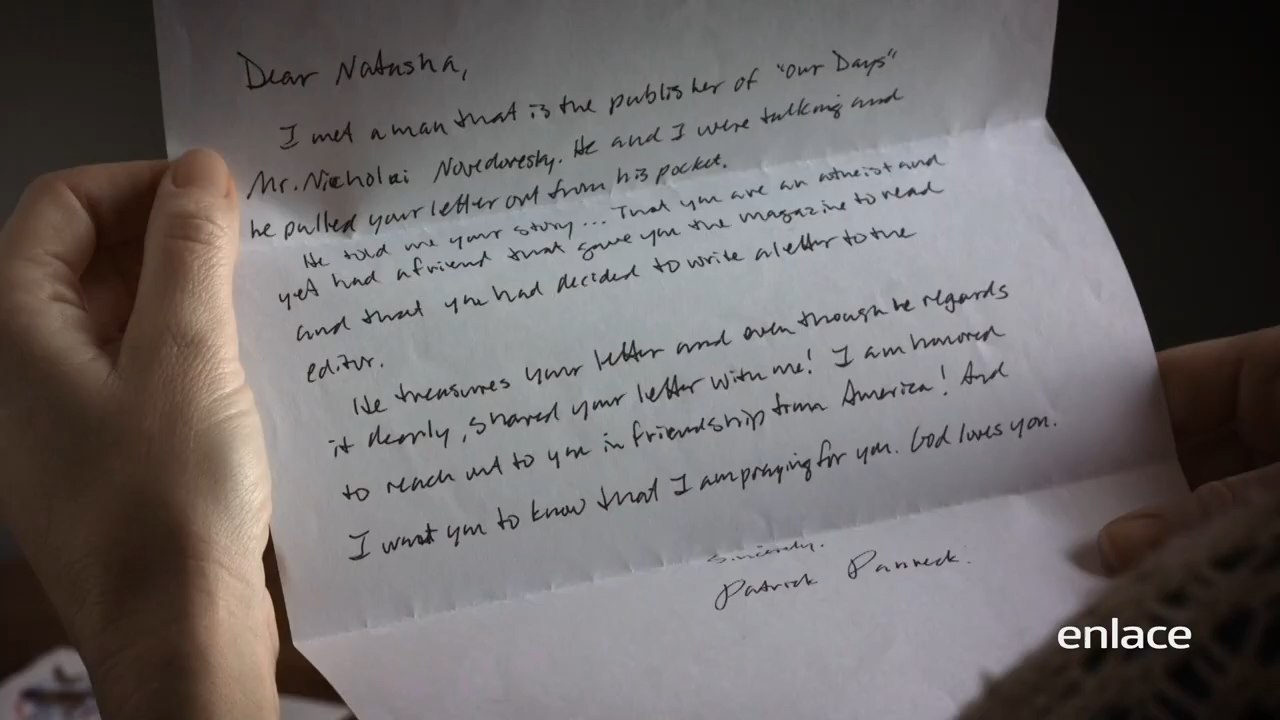 Dear Natasha,
I met a man that is the publisher of "Our Days"
Mr. Nicholai Novedoresky. He and I were talking and
he pulled your letter out from his pocket.
He told me your story... That you are an atheist and
yet had a friend that gave you the magazine to read
and that you had decided to write a letter to the
editor.
He treasures your letter and even though he regards
it dearly, shared your letter with me! I am honored
to reach out to you in friendship from America! And
I want you to know that I am praying for you. God loves you.
Sincerely.
Patrick Panneck.
enlace